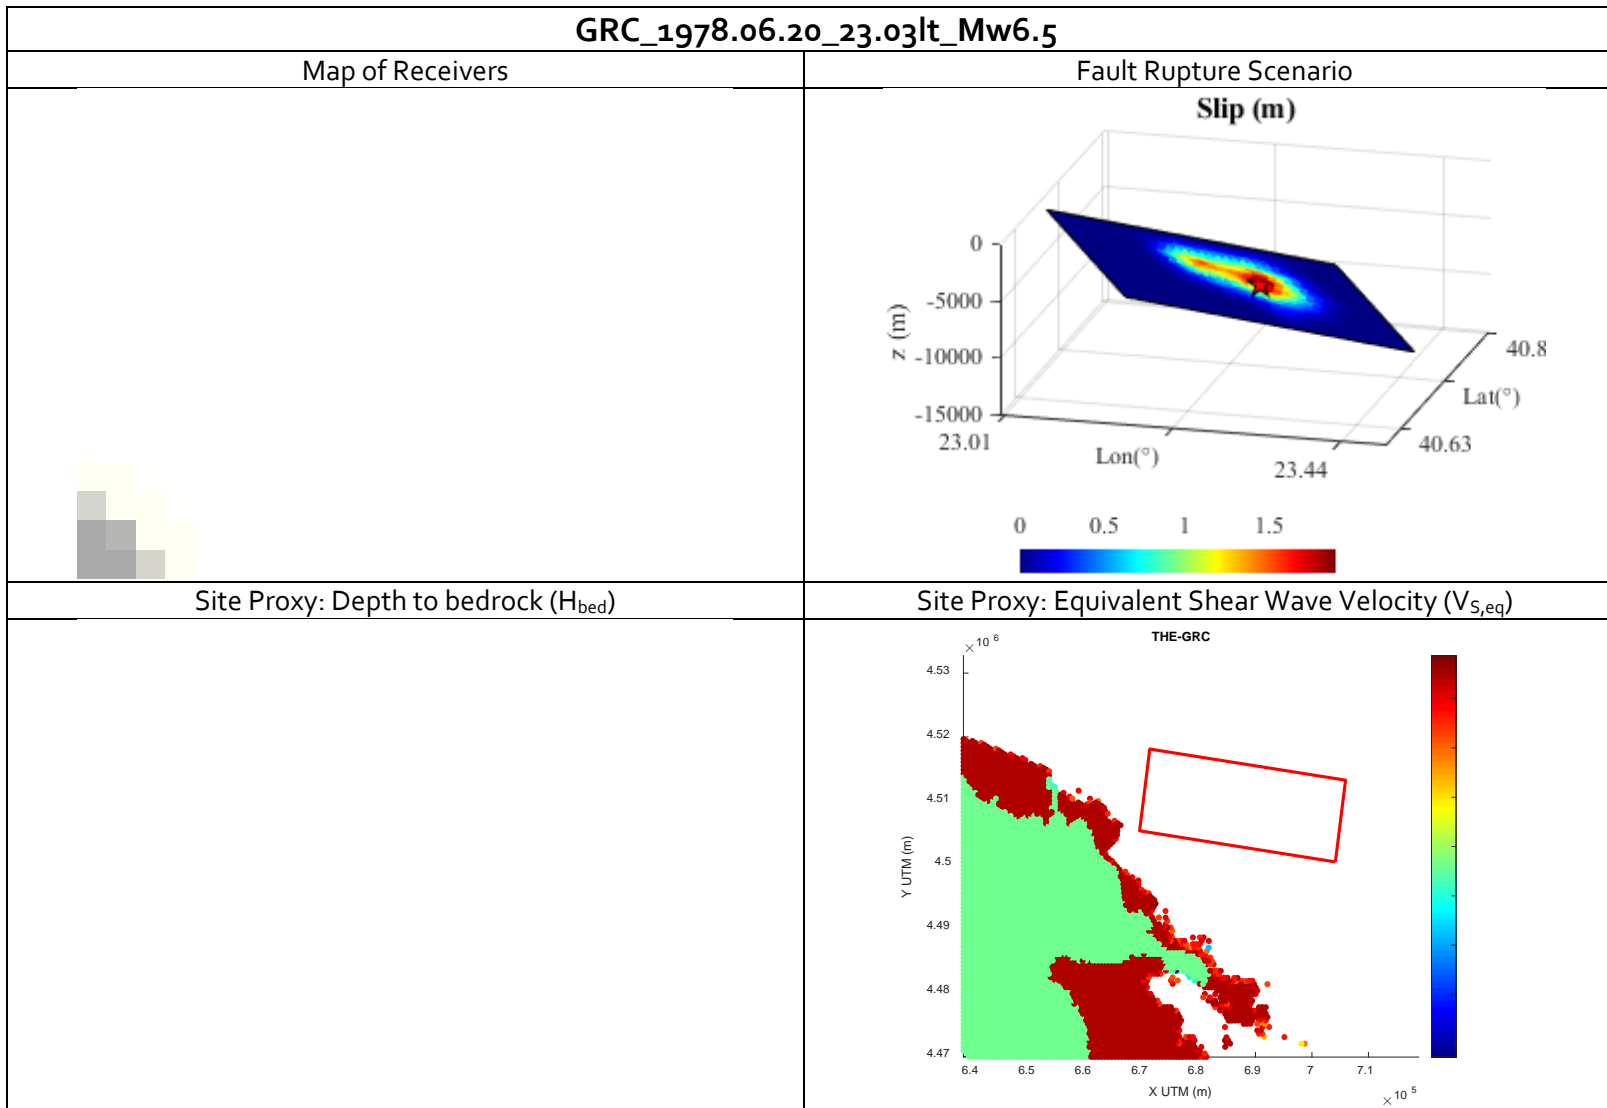 GRC_1978.06.20_23.03lt_Mw6.5
Map of Receivers
Fault Rupture Scenario
Slip (m)
0
-5000
-10000
-15000
z (m)
23.01
Lon(°)
23.44
40.8
Lat(°)
40.63
0 0.5 1 1.5
Site Proxy: Depth to bedrock (Hbed)
Site Proxy: Equivalent Shear Wave Velocity (VS,eq)
THE-GRC
× 10 6
4.53
4.52
4.51
4.5
4.49
4.48
4.47
Y UTM (m)
6.4 6.5 6.6 6.7 6.8 6.9 7 7.1
X UTM (m)
× 10 5